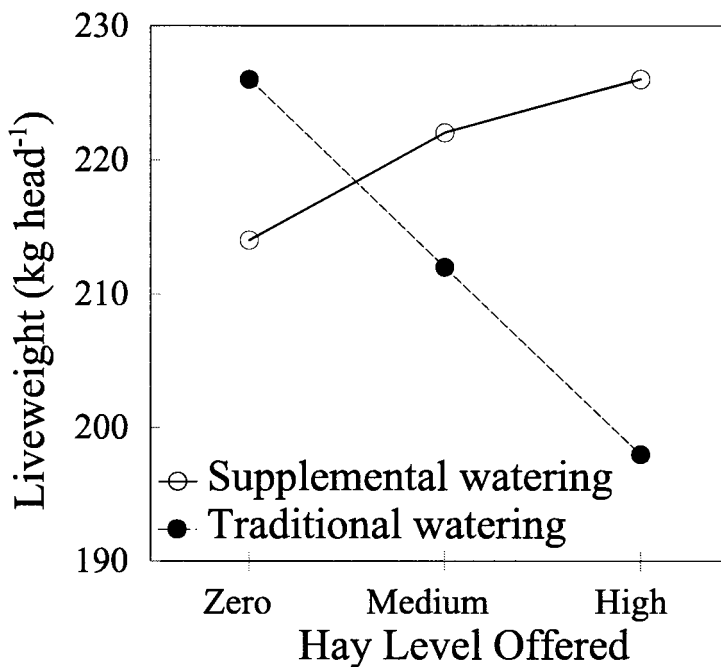 230
220
210
200
190
Liveweight (kg head⁻¹)
Supplemental watering
Traditional watering
Zero Medium High
Hay Level Offered